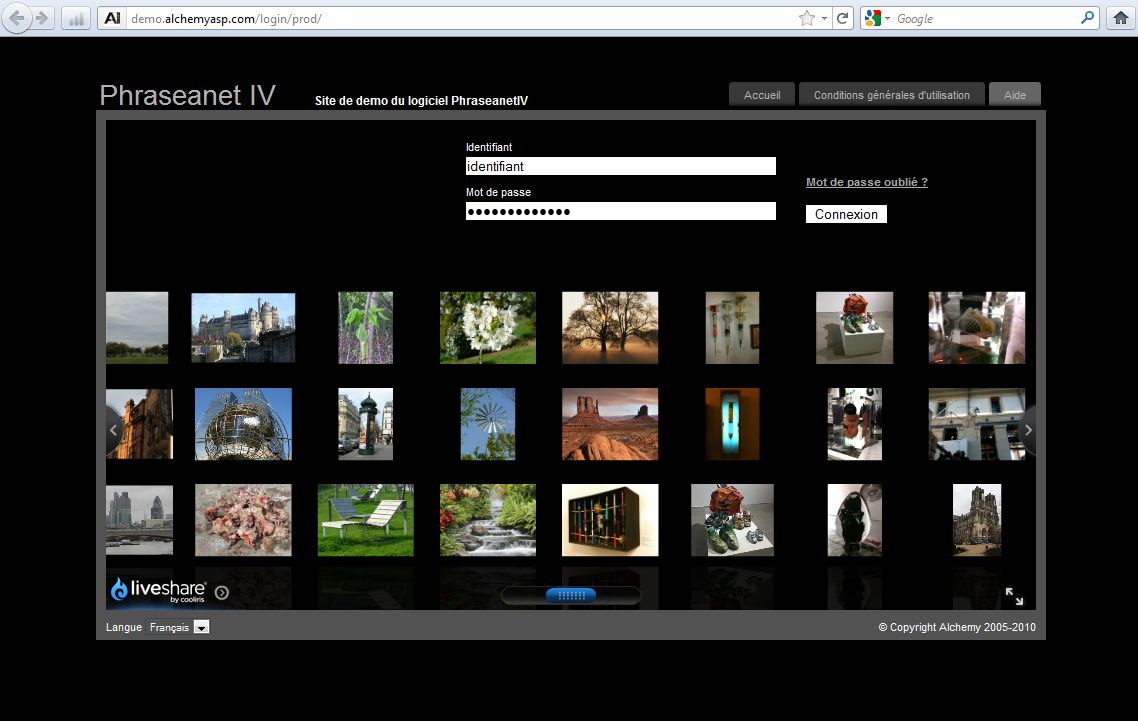 AI demo.alchemyasp.com/login/prod/
Google
Phraseanet IV
Site de demo du logiciel PhraseanetIV
Accueil
Conditions générales d'utilisation
Aide
Identifiant
identifiant
Mot de passe oublié ?
Mot de passe
Connexion
liveshare
by cooliris
Langue Français
© Copyright Alchemy 2005-2010